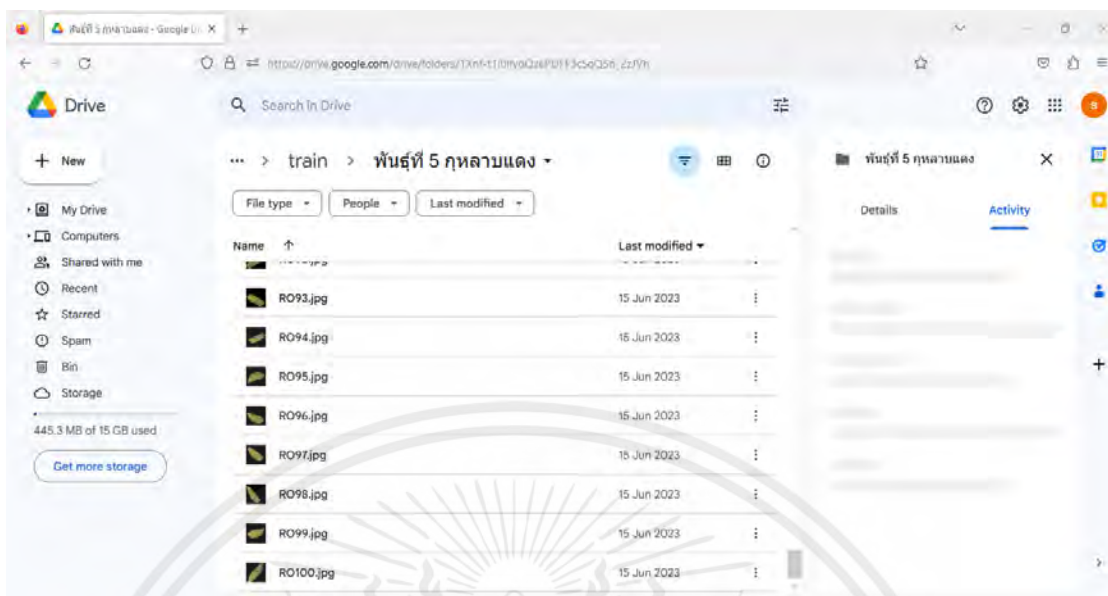 พันธุ์ที่ 5 กุหลาบแดง - Google
Drive
Search in Drive
New
train > พันธุ์ที่ 5 กุหลาบแดง
พันธุ์ที่ 5 กุหลาบแดง
File type
People
Last modified
Details
Activity
My Drive
Computers
Shared with me
Recent
Starred
Spam
Bin
Storage
445.3 MB of 15 GB used
Get more storage
Name
Last modified
RO93.jpg 15 Jun 2023
RO94.jpg 15 Jun 2023
RO95.jpg 15 Jun 2023
RO96.jpg 15 Jun 2023
RO97.jpg 15 Jun 2023
RO98.jpg 15 Jun 2023
RO99.jpg 15 Jun 2023
RO100.jpg 15 Jun 2023